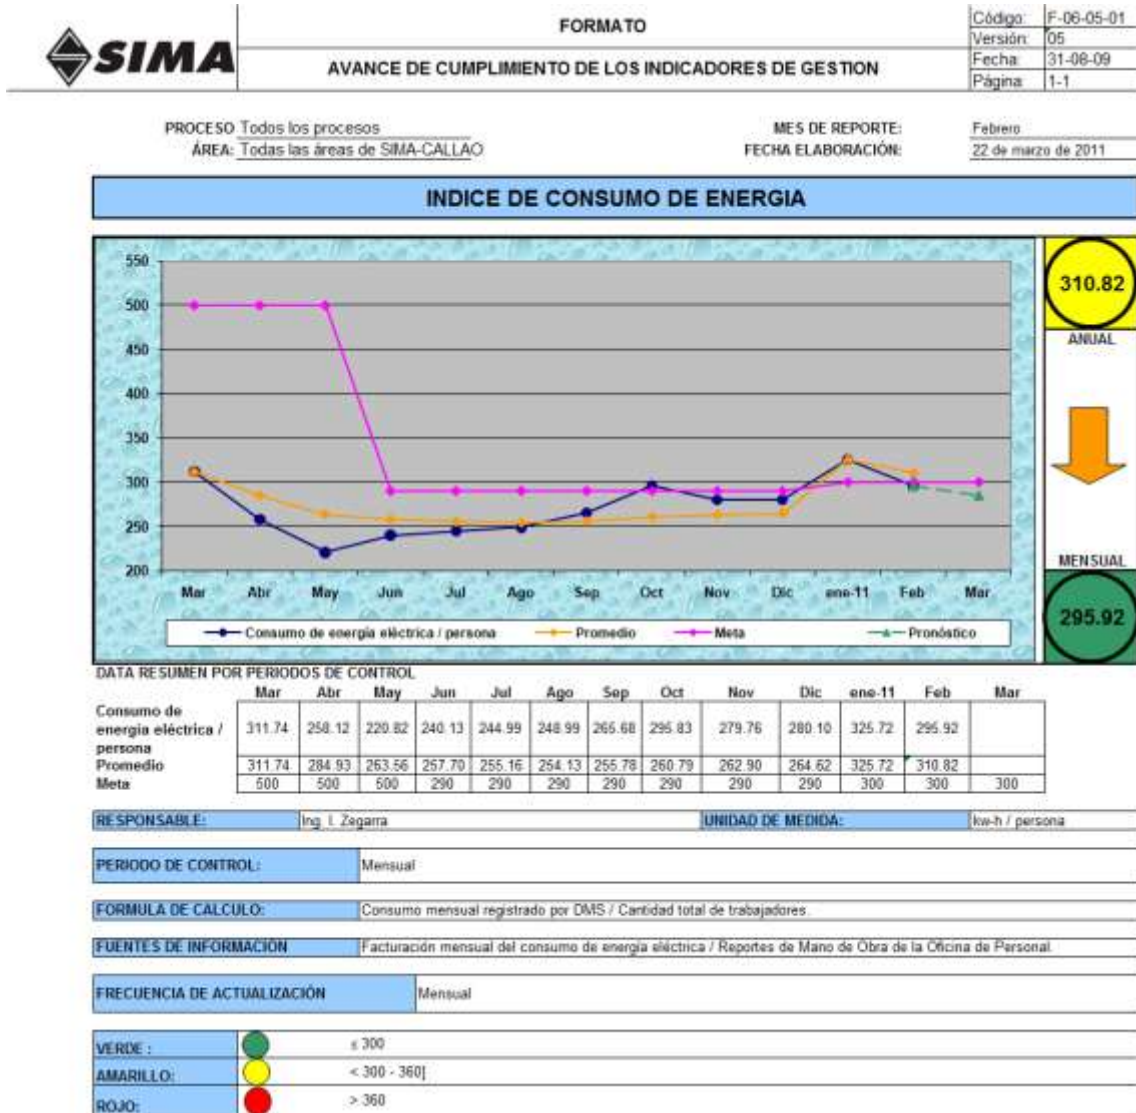 SIMA
FORMATO
AVANCE DE CUMPLIMIENTO DE LOS INDICADORES DE GESTION
Código: F-06-05-01
Versión: 05
Fecha: 31-08-09
Página: 1-1
PROCESO Todos los procesos
ÁREA: Todas las áreas de SIMA-CALLAO
MES DE REPORTE: Febrero
FECHA ELABORACIÓN: 22 de marzo de 2011
INDICE DE CONSUMO DE ENERGIA
550
500
450
400
350
300
250
200
Mar Abr May Jun Jul Ago Sep Oct Nov Dic ene-11 Feb Mar
Consumo de energía eléctrica / persona Promedio Meta Pronóstico
310.82
ANUAL
MENSUAL
295.92
DATA RESUMEN POR PERIODOS DE CONTROL
Mar Abr May Jun Jul Ago Sep Oct Nov Dic ene-11 Feb Mar
Consumo de
energía eléctrica / 311.74 258.12 220.82 240.13 244.99 248.99 265.68 295.83 279.76 280.10 325.72 295.92
persona
Promedio 311.74 284.93 263.56 257.70 255.16 254.13 255.78 260.79 262.90 264.62 325.72 310.82
Meta 500 500 500 290 290 290 290 290 290 290 300 300 300
RESPONSABLE: Ing. I. Zegarra UNIDAD DE MEDIDA: kw-h / persona
PERIODO DE CONTROL: Mensual
FORMULA DE CALCULO: Consumo mensual registrado por DMS / Cantidad total de trabajadores.
FUENTES DE INFORMACIÓN Facturación mensual del consumo de energía eléctrica / Reportes de Mano de Obra de la Oficina de Personal.
FRECUENCIA DE ACTUALIZACIÓN Mensual
VERDE : ≤ 300
AMARILLO: < 300 - 360]
ROJO: > 360